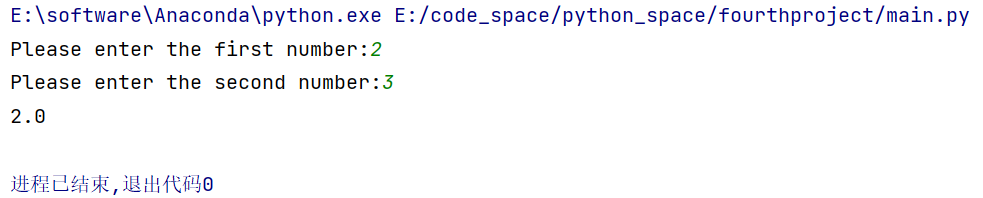 E:\software\Anaconda\python.exe E:/code_space/python_space/fourthproject/main.py
Please enter the first number:2
Please enter the second number:3
2.0
进程已结束,退出代码0